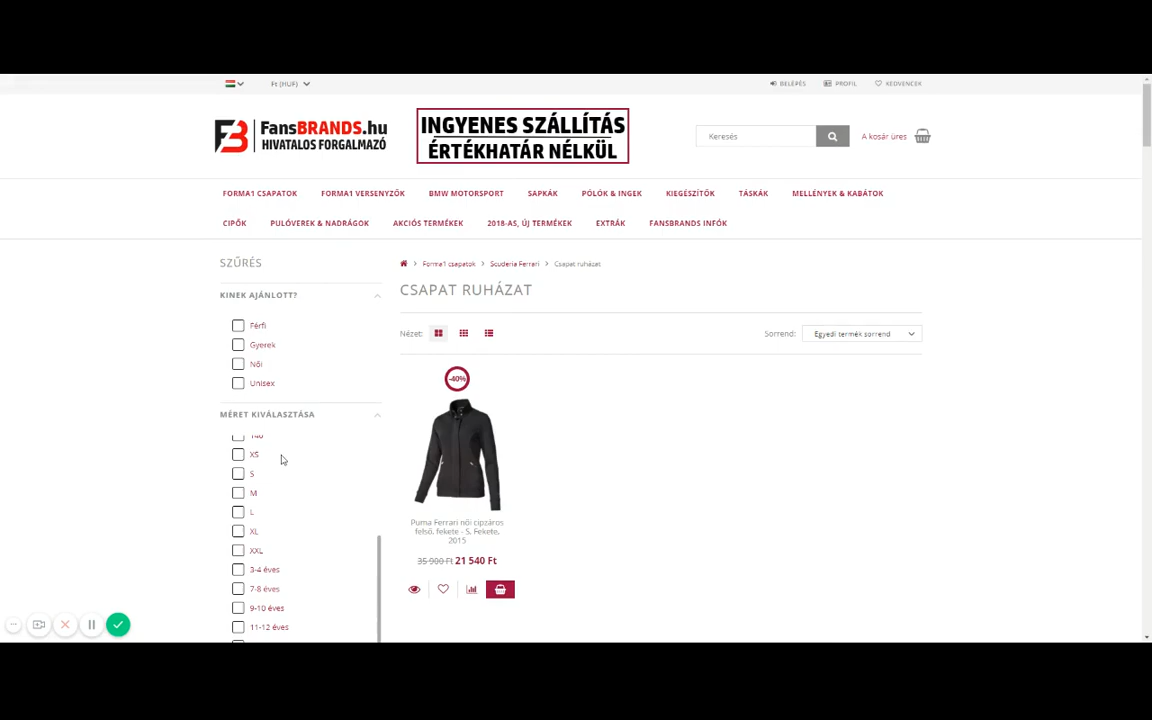 Ft (HUF)
BELÉPÉS
PROFIL
KEDVENCEK
FansBRANDS.hu
HIVATALOS FORGALMAZÓ
INGYENES SZÁLLÍTÁS
ÉRTÉKHATÁR NÉLKÜL
Keresés
A kosár üres
FORMA1 CSAPATOK
FORMA1 VERSENYZŐK
BMW MOTORSPORT
SAPKÁK
PÓLÓK & INGEK
KIEGÉSZÍTŐK
TÁSKÁK
MELLÉNYEK & KABÁTOK
CIPŐK
PULÓVEREK & NADRÁGOK
AKCIÓS TERMÉKEK
2018-AS, ÚJ TERMÉKEK
EXTRÁK
FANSBRANDS INFÓK
SZŰRÉS
KINEK AJÁNLOTT?
Férfi
Gyerek
Női
Unisex
MÉRET KIVÁLASZTÁSA
XS
S
M
L
XL
XXL
3-4 éves
7-8 éves
9-10 éves
11-12 éves
Forma1 csapatok > Scuderia Ferrari > Csapat ruházat
CSAPAT RUHÁZAT
Nézet:
Sorrend:
Egyedi termék sorrend
-40%
Puma Ferrari női cipzáros
felső, fekete - S, Fekete,
2015
35 900 Ft 21 540 Ft